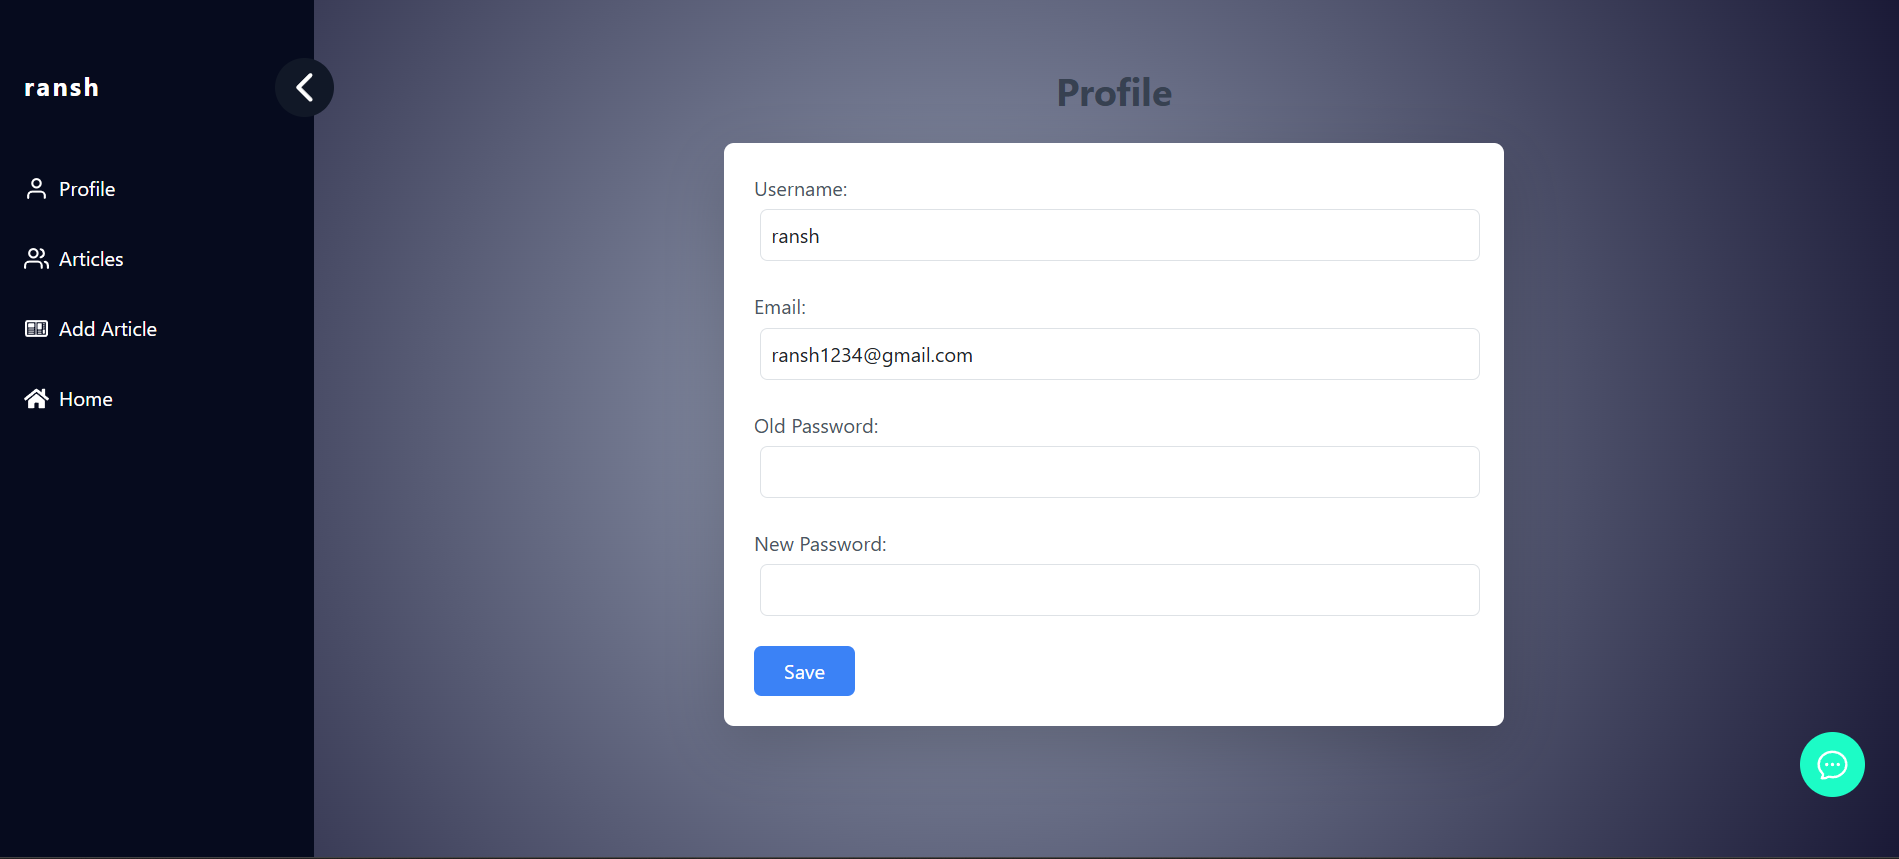 ransh
Profile
Articles
Add Article
Home
Profile
Username:
ransh
Email:
ransh1234@gmail.com
Old Password:
New Password:
Save